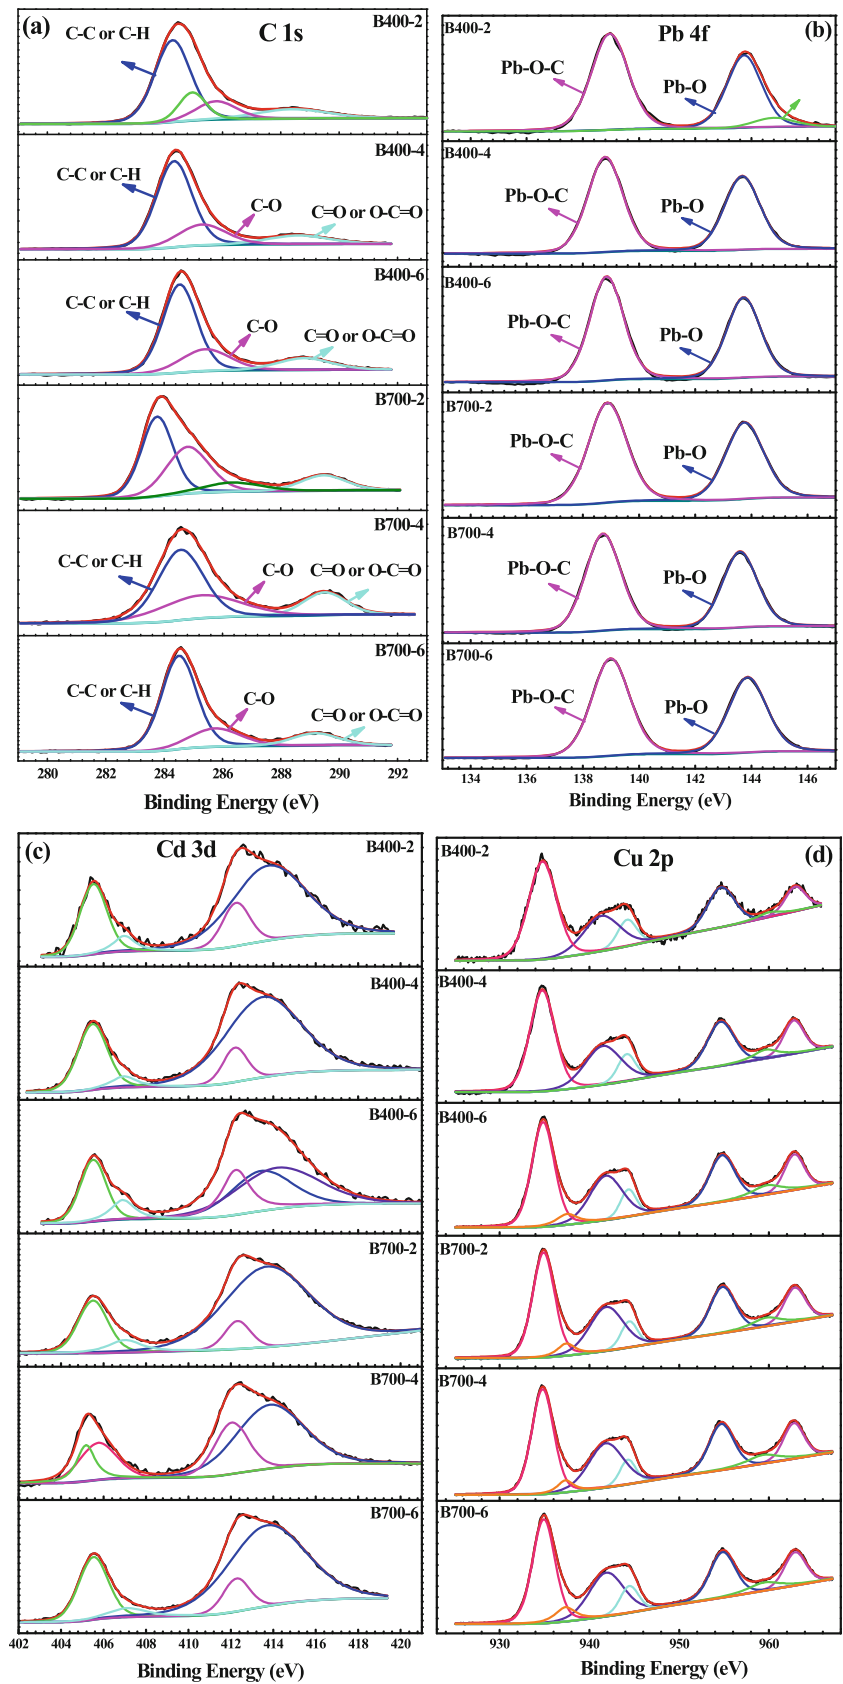 (a)
C 1s
B400-2
C-C or C-H
B400-4
C-C or C-H
C-O
C=O or O-C=O
B400-6
C-C or C-H
C-O
C=O or O-C=O
B700-2
B700-4
C-C or C-H
C-O
C=O or O-C=O
B700-6
C-C or C-H
C-O
C=O or O-C=O
280 282 284 286 288 290 292
Binding Energy (eV)
B400-2
Pb 4f
(b)
Pb-O-C
Pb-O
B400-4
Pb-O-C
Pb-O
B400-6
Pb-O-C
Pb-O
B700-2
Pb-O-C
Pb-O
B700-4
Pb-O-C
Pb-O
B700-6
Pb-O-C
Pb-O
134 136 138 140 142 144 146
Binding Energy (eV)
(c)
Cd 3d
B400-2
B400-4
B400-6
B700-2
B700-4
B700-6
402 404 406 408 410 412 414 416 418 420
Binding Energy (eV)
B400-2
Cu 2p
(d)
B400-4
B400-6
B700-2
B700-4
B700-6
930 940 950 960
Binding Energy (eV)